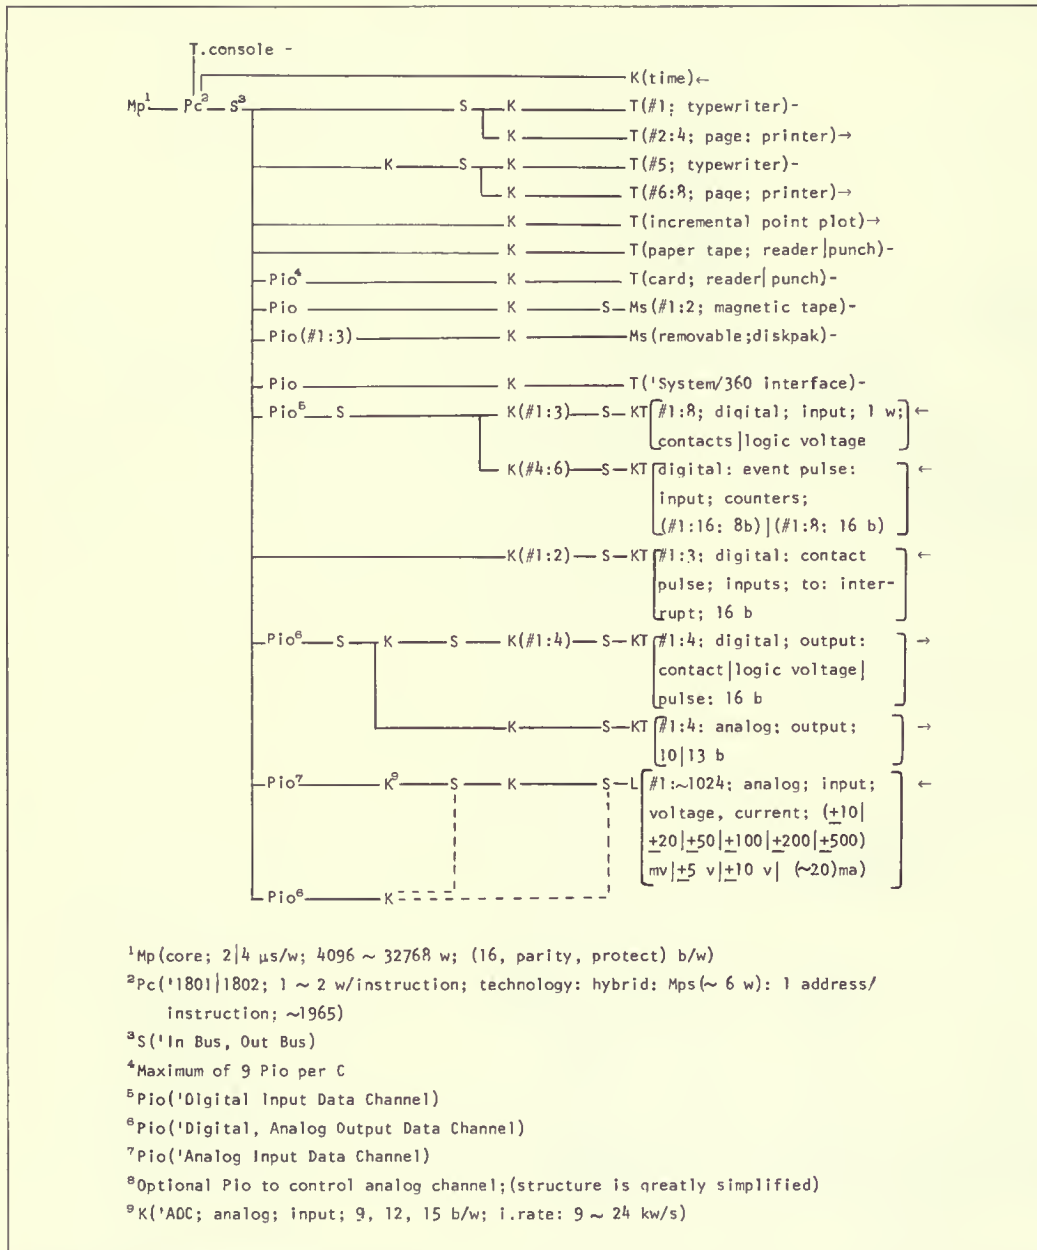 T.console -
K(time)←
Mp¹ Pc² S³ S K T(#1; typewriter)-
K T(#2:4; page; printer)→
K S K T(#5; typewriter)-
K T(#6:8; page; printer)→
K T(incremental point plot)→
K T(paper tape; reader|punch)-
Pio⁴ K T(card; reader|punch)-
Pio K S Ms(#1:2; magnetic tape)-
Pio(#1:3) K Ms(removable;diskpak)-
Pio K T('System/360 interface)-
Pio⁵ S K(#1:3) S KT [#1:8; digital; input; 1 w; ] ←
contacts|logic voltage
K(#4:6) S KT [digital: event pulse: ] ←
input; counters;
(#1:16: 8b)|(#1:8: 16 b)
K(#1:2) S KT [#1:3; digital: contact ] ←
pulse; inputs; to: inter-
rupt; 16 b
Pio⁶ S K S K(#1:4) S KT [#1:4; digital; output: ] →
contact|logic voltage|
pulse: 16 b
K S KT [#1:4: analog; output; ] →
10|13 b
Pio⁷ K⁹ S K S L [#1:~1024; analog; input; ] ←
voltage, current; (±10|
±20|±50|±100|±200|±500)
mv|±5 v|±10 v| (~20)ma)
Pio⁸ K
¹Mp(core; 2|4 μs/w; 4096 ~ 32768 w; (16, parity, protect) b/w)
²Pc('1801|1802; 1 ~ 2 w/instruction; technology: hybrid: Mps(~ 6 w): 1 address/
instruction; ~1965)
³S('In Bus, Out Bus)
⁴Maximum of 9 Pio per C
⁵Pio('Digital Input Data Channel)
⁶Pio('Digital, Analog Output Data Channel)
⁷Pio('Analog Input Data Channel)
⁸Optional Pio to control analog channel;(structure is greatly simplified)
⁹K('ADC; analog; input; 9, 12, 15 b/w; i.rate: 9 ~ 24 kw/s)